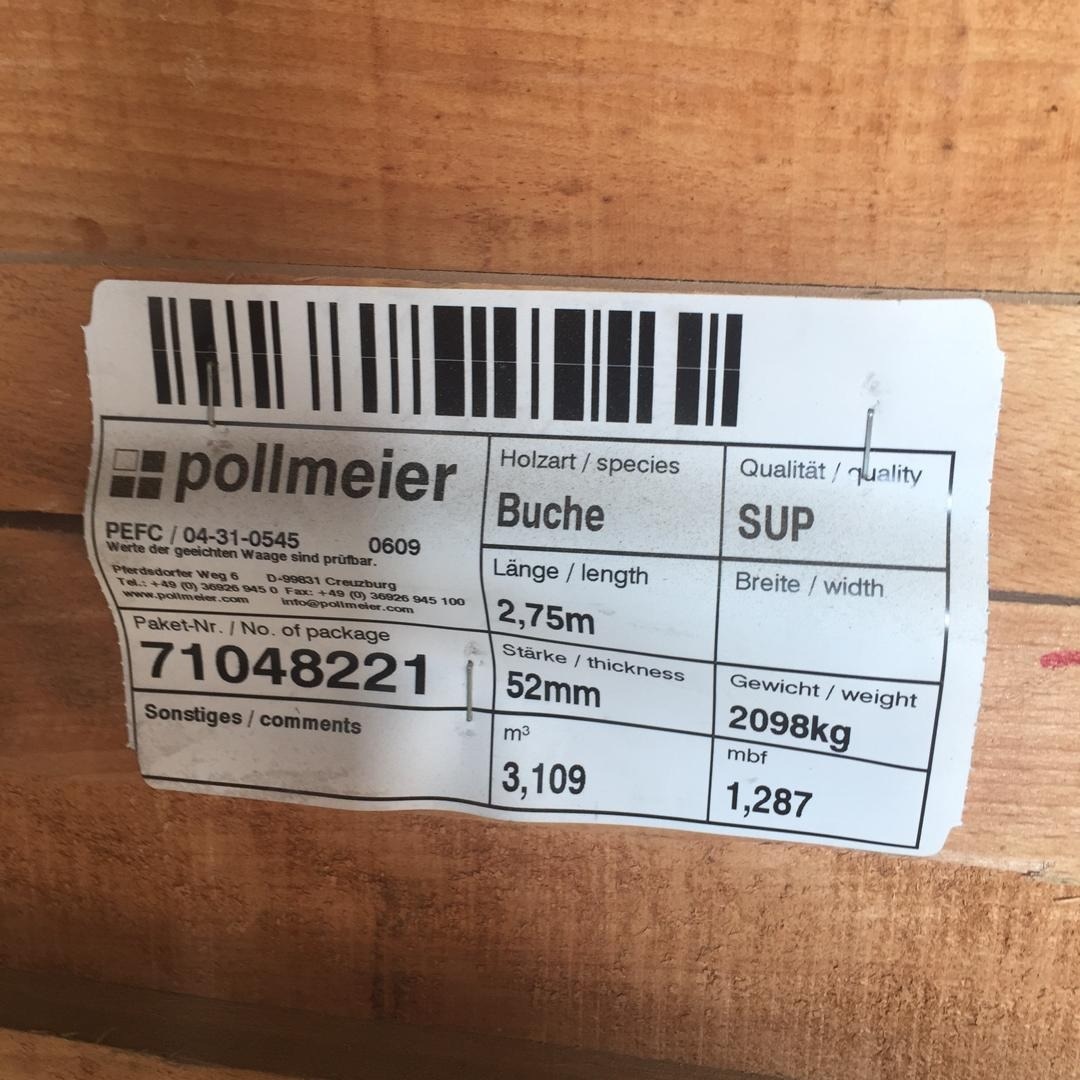 pollmeier
PEFC / 04-31-0545 0609
Werte der geeichten Waage sind prüfbar.
Pferdsdorfer Weg 6 D-99831 Creuzburg
Tel.: +49 (0) 36926 945 0 Fax: +49 (0) 36926 945 100
www.pollmeier.com info@pollmeier.com
Paket-Nr. / No. of package
71048221
Sonstiges / comments
Holzart / species
Buche
Qualität / quality
SUP
Länge / length
2,75m
Breite / width
Stärke / thickness
52mm
Gewicht / weight
2098kg
m³
3,109
mbf
1,287